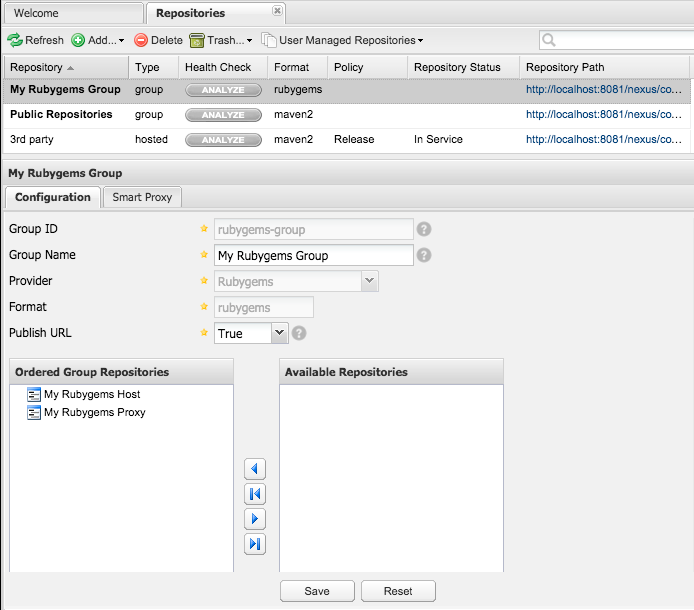 Welcome
Repositories
Refresh Add... Delete Trash... User Managed Repositories
Repository Type Health Check Format Policy Repository Status Repository Path
My Rubygems Group group ANALYZE rubygems http://localhost:8081/nexus/co...
Public Repositories group ANALYZE maven2 http://localhost:8081/nexus/co...
3rd party hosted ANALYZE maven2 Release In Service http://localhost:8081/nexus/co...
My Rubygems Group
Configuration Smart Proxy
Group ID rubygems-group ?
Group Name My Rubygems Group ?
Provider Rubygems
Format rubygems
Publish URL True ?
Ordered Group Repositories Available Repositories
My Rubygems Host
My Rubygems Proxy
Save Reset